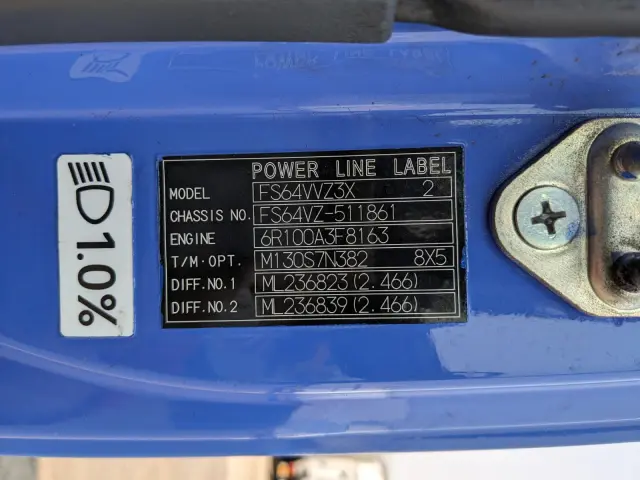 POWER LINE LABEL
MODEL FS64VVZ3X 2
CHASSIS NO. FS64VZ-511861
ENGINE 6R100A3F8163
T/M·OPT. M130S7N382 8X5
DIFF.NO.1 ML236823(2.466)
DIFF.NO.2 ML236839(2.466)
1.0%